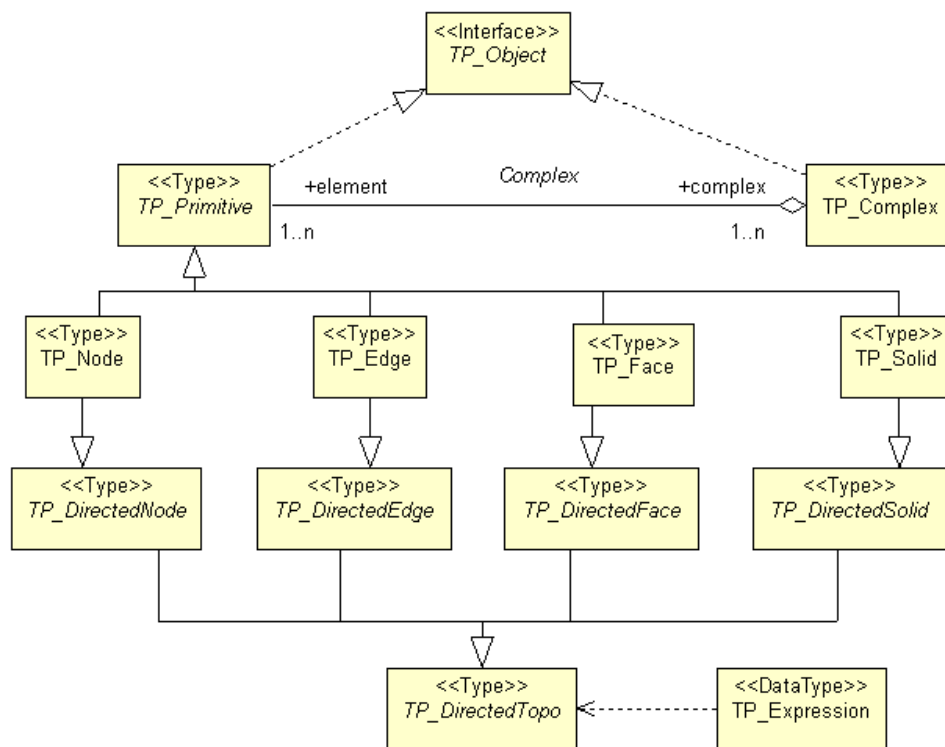 <<Interface>>
TP_Object
<<Type>>
TP_Primitive
+element
Complex
+complex
<<Type>>
TP_Complex
1..n
1..n
<<Type>>
TP_Node
<<Type>>
TP_Edge
<<Type>>
TP_Face
<<Type>>
TP_Solid
<<Type>>
TP_DirectedNode
<<Type>>
TP_DirectedEdge
<<Type>>
TP_DirectedFace
<<Type>>
TP_DirectedSolid
<<Type>>
TP_DirectedTopo
<<DataType>>
TP_Expression